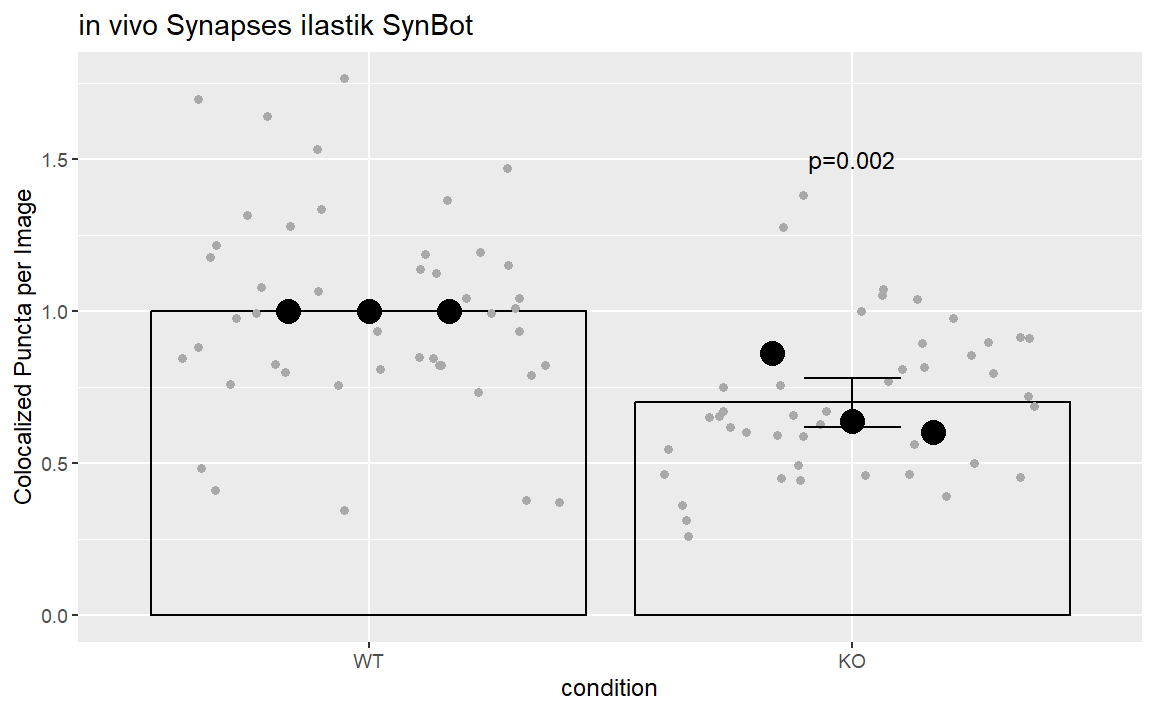 in vivo Synapses ilastik SynBot
Colocalized Puncta per Image
1.5
1.0
0.5
0.0
p=0.002
WT
KO
condition